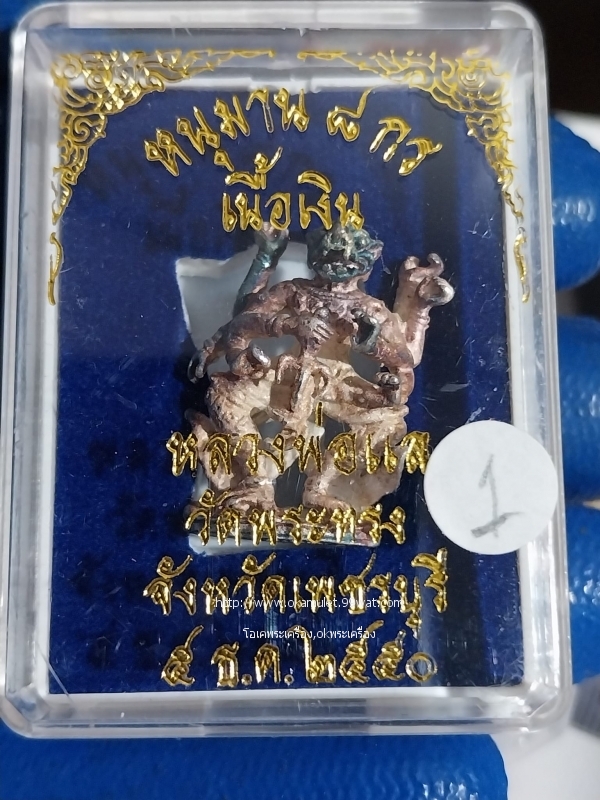 หนุมาน ๘ กร
เนื้อเงิน
หลวงพ่อแล
1
วัดพระทรง
จังหวัดเพชรบุรี
http://www.okamulet.99wat.com
โอเคพระเครื่อง,okพระเครื่อง
๕ ธ.ค. ๒๕๕๐